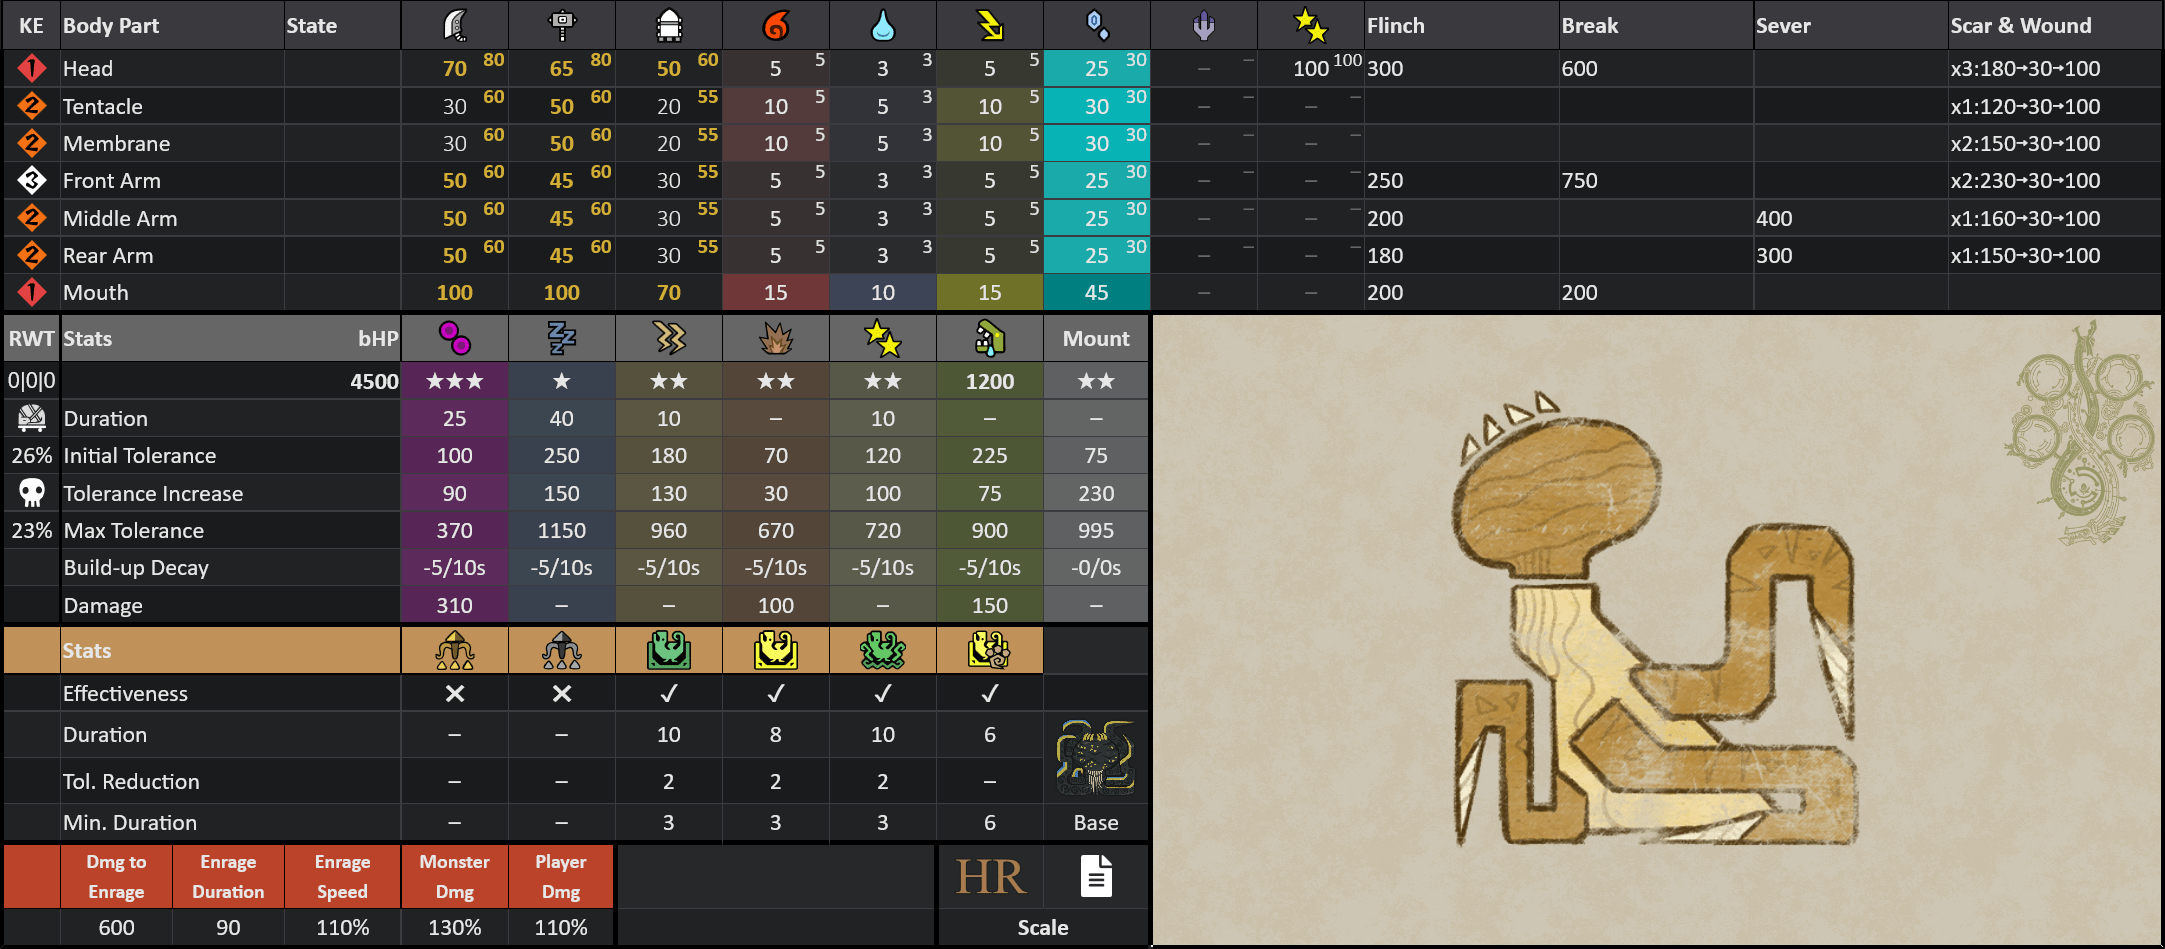 KE Body Part State Flinch Break Sever Scar & Wound
1 Head 70 80 65 80 50 60 5 5 3 3 5 5 25 30 – – 100 100 300 600 x3:180→30→100
2 Tentacle 30 60 50 60 20 55 10 5 5 3 10 5 30 30 – – – – x1:120→30→100
2 Membrane 30 60 50 60 20 55 10 5 5 3 10 5 30 30 – – – – x2:150→30→100
3 Front Arm 50 60 45 60 30 55 5 5 3 3 5 5 25 30 – – – – 250 750 x2:230→30→100
2 Middle Arm 50 60 45 60 30 55 5 5 3 3 5 5 25 30 – – – – 200 400 x1:160→30→100
2 Rear Arm 50 60 45 60 30 55 5 5 3 3 5 5 25 30 – – – – 180 300 x1:150→30→100
1 Mouth 100 100 70 15 10 15 45 – – 200 200
RWT Stats bHP Mount
0|0|0 4500 ★★★ ★ ★★ ★★ ★★ 1200 ★★
Duration 25 40 10 – 10 – –
26% Initial Tolerance 100 250 180 70 120 225 75
Tolerance Increase 90 150 130 30 100 75 230
23% Max Tolerance 370 1150 960 670 720 900 995
Build-up Decay -5/10s -5/10s -5/10s -5/10s -5/10s -5/10s -0/0s
Damage 310 – – 100 – 150 –
Stats
Effectiveness ✕ ✕ ✓ ✓ ✓ ✓
Duration – – 10 8 10 6
Tol. Reduction – – 2 2 2 –
Min. Duration – – 3 3 3 6 Base
Dmg to Enrage Enrage Duration Enrage Speed Monster Dmg Player Dmg HR
600 90 110% 130% 110% Scale